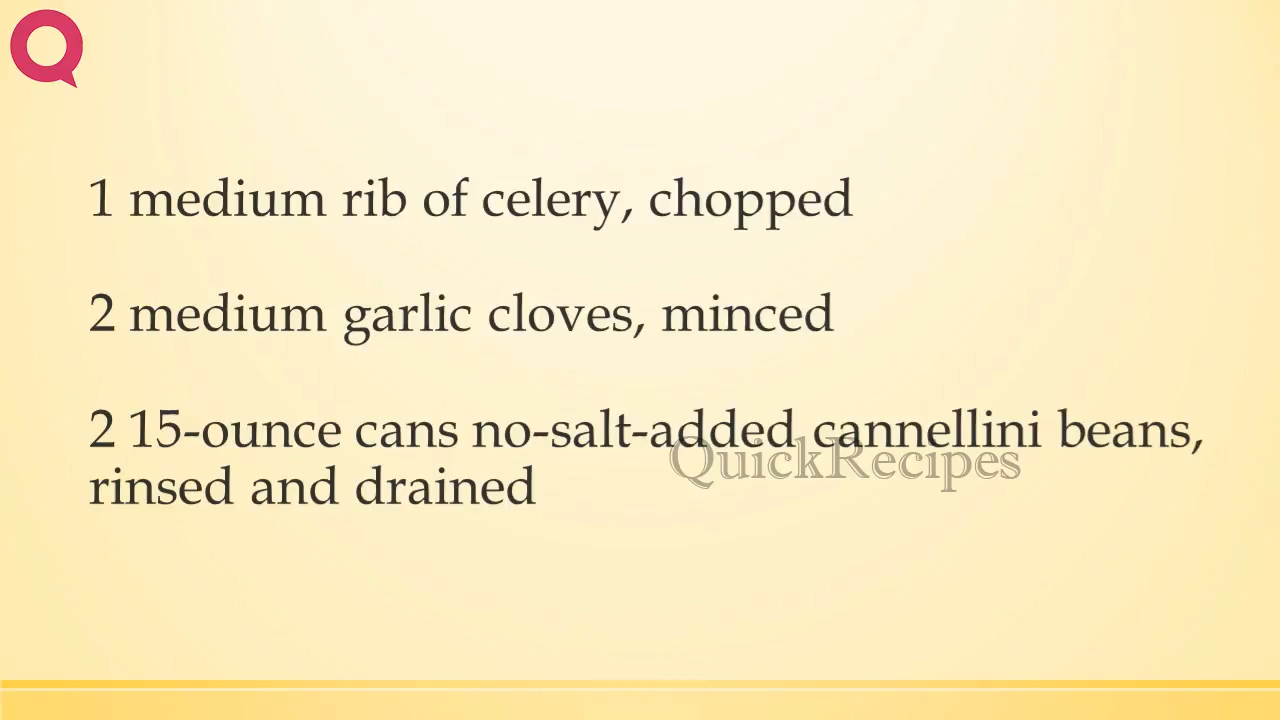 1 medium rib of celery, chopped
2 medium garlic cloves, minced
2 15-ounce cans no-salt-added cannellini beans,
QuickRecipes
rinsed and drained